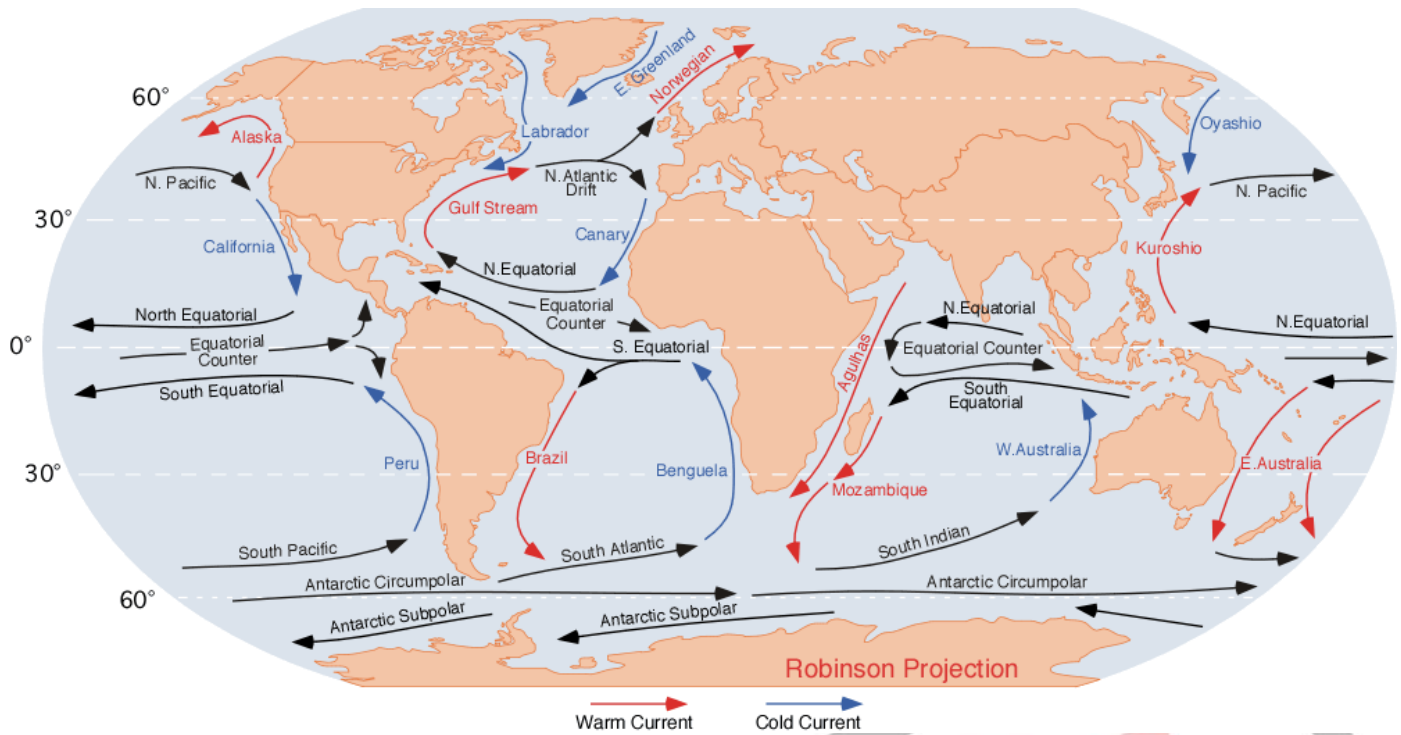 E. Greenland
Norwegian
60°
Alaska
Labrador
Oyashio
N. Pacific
N.Atlantic
Drift
N. Pacific
30°
Gulf Stream
California
Canary
Kuroshio
N.Equatorial
North Equatorial
Equatorial
Counter
N.Equatorial
N.Equatorial
0°
Equatorial
Counter
S. Equatorial
Equatorial Counter
Agulhas
South Equatorial
South
Equatorial
Peru
Brazil
Benguela
W.Australia
30°
E.Australia
Mozambique
South Pacific
South Atlantic
South Indian
Antarctic Circumpolar
Antarctic Circumpolar
60°
Antarctic Subpolar
Antarctic Subpolar
Robinson Projection
Warm Current
Cold Current